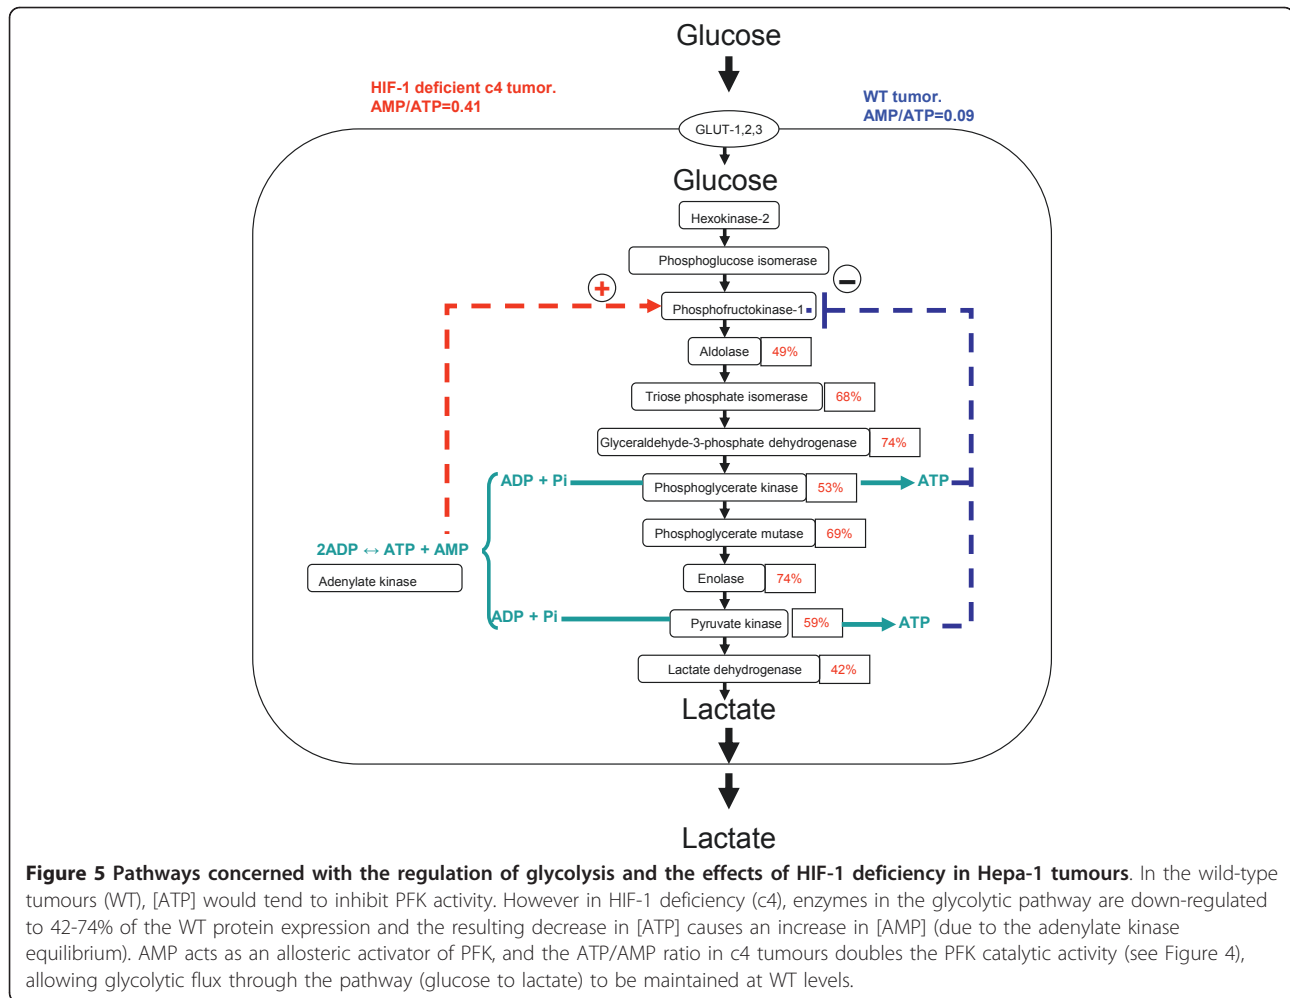 Glucose
HIF-1 deficient c4 tumor.
AMP/ATP=0.41
WT tumor.
AMP/ATP=0.09
GLUT-1,2,3
Glucose
Hexokinase-2
Phosphoglucose isomerase
+
−
Phosphofructokinase-1
Aldolase 49%
Triose phosphate isomerase 68%
Glyceraldehyde-3-phosphate dehydrogenase 74%
ADP + Pi Phosphoglycerate kinase 53% ATP
Phosphoglycerate mutase 69%
2ADP ↔ ATP + AMP
Adenylate kinase
Enolase 74%
ADP + Pi Pyruvate kinase 59% ATP
Lactate dehydrogenase 42%
Lactate
Lactate
Figure 5 Pathways concerned with the regulation of glycolysis and the effects of HIF-1 deficiency in Hepa-1 tumours. In the wild-type
tumours (WT), [ATP] would tend to inhibit PFK activity. However in HIF-1 deficiency (c4), enzymes in the glycolytic pathway are down-regulated
to 42-74% of the WT protein expression and the resulting decrease in [ATP] causes an increase in [AMP] (due to the adenylate kinase
equilibrium). AMP acts as an allosteric activator of PFK, and the ATP/AMP ratio in c4 tumours doubles the PFK catalytic activity (see Figure 4),
allowing glycolytic flux through the pathway (glucose to lactate) to be maintained at WT levels.